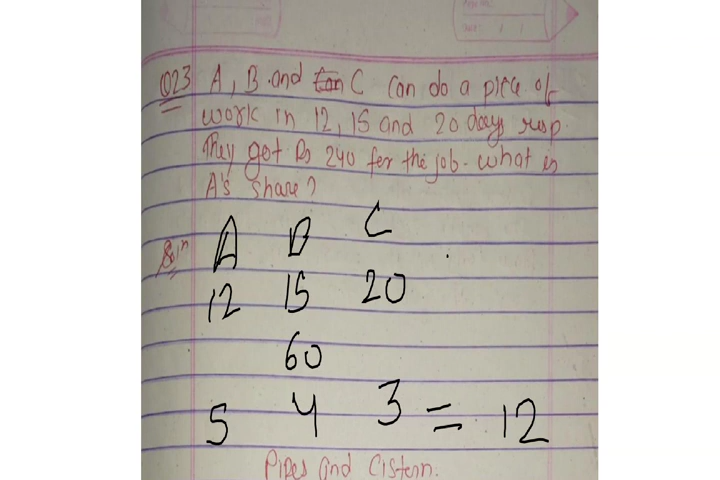 Q23 A, B and C can do a piece of
work in 12, 15 and 20 days resp.
They got Rs 240 for the job. what is
A's share?
Soln
A B C
12 15 20
60
5 4 3 = 12
Pipes and Cistern.